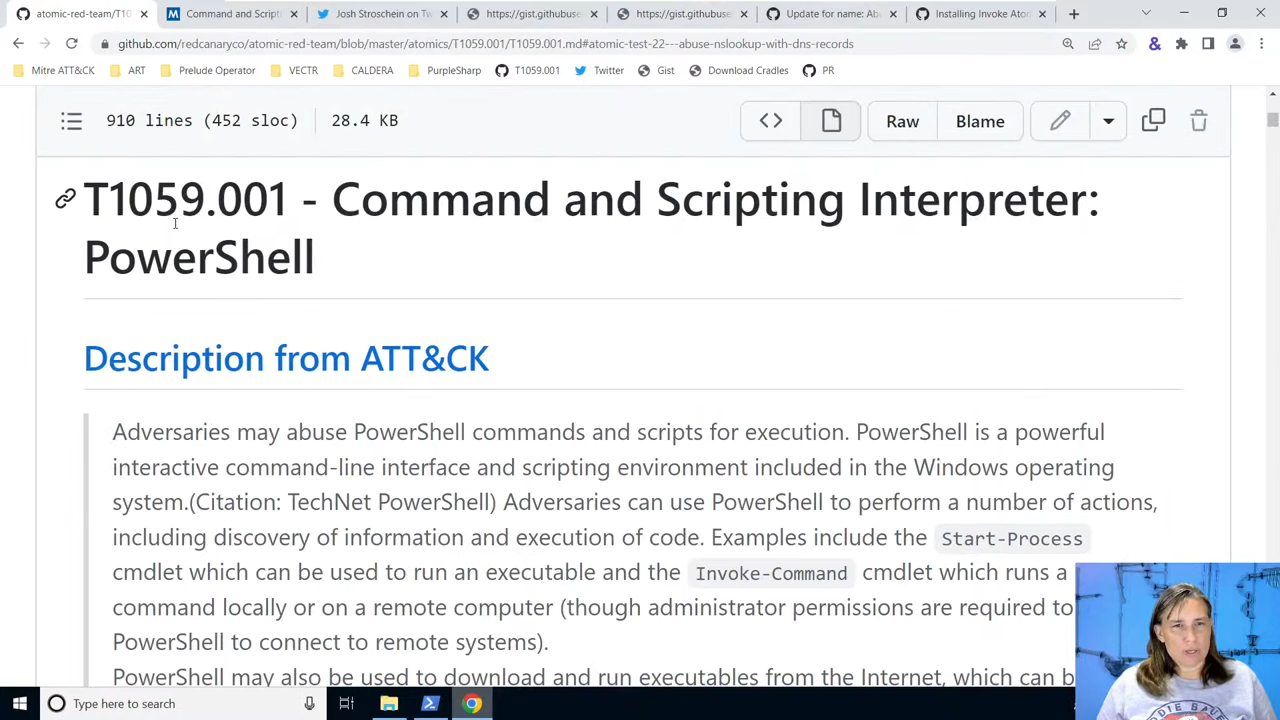 atomic-red-team/T10
Command and Scripti
Josh Stroschein on Tw
https://gist.githubuse
https://gist.githubuse
Update for name: Abu
Installing Invoke Ato
github.com/redcanaryco/atomic-red-team/blob/master/atomics/T1059.001/T1059.001.md#atomic-test-22---abuse-nslookup-with-dns-records
Mitre ATT&CK
ART
Prelude Operator
VECTR
CALDERA
PurpleSharp
T1059.001
Twitter
Gist
Download Cradles
PR
910 lines (452 sloc)
28.4 KB
Raw
Blame
T1059.001 - Command and Scripting Interpreter:
PowerShell
Description from ATT&CK
Adversaries may abuse PowerShell commands and scripts for execution. PowerShell is a powerful
interactive command-line interface and scripting environment included in the Windows operating
system.(Citation: TechNet PowerShell) Adversaries can use PowerShell to perform a number of actions,
including discovery of information and execution of code. Examples include the Start-Process
cmdlet which can be used to run an executable and the Invoke-Command cmdlet which runs a
command locally or on a remote computer (though administrator permissions are required to
PowerShell to connect to remote systems).
PowerShell may also be used to download and run executables from the Internet, which can b
Type here to search